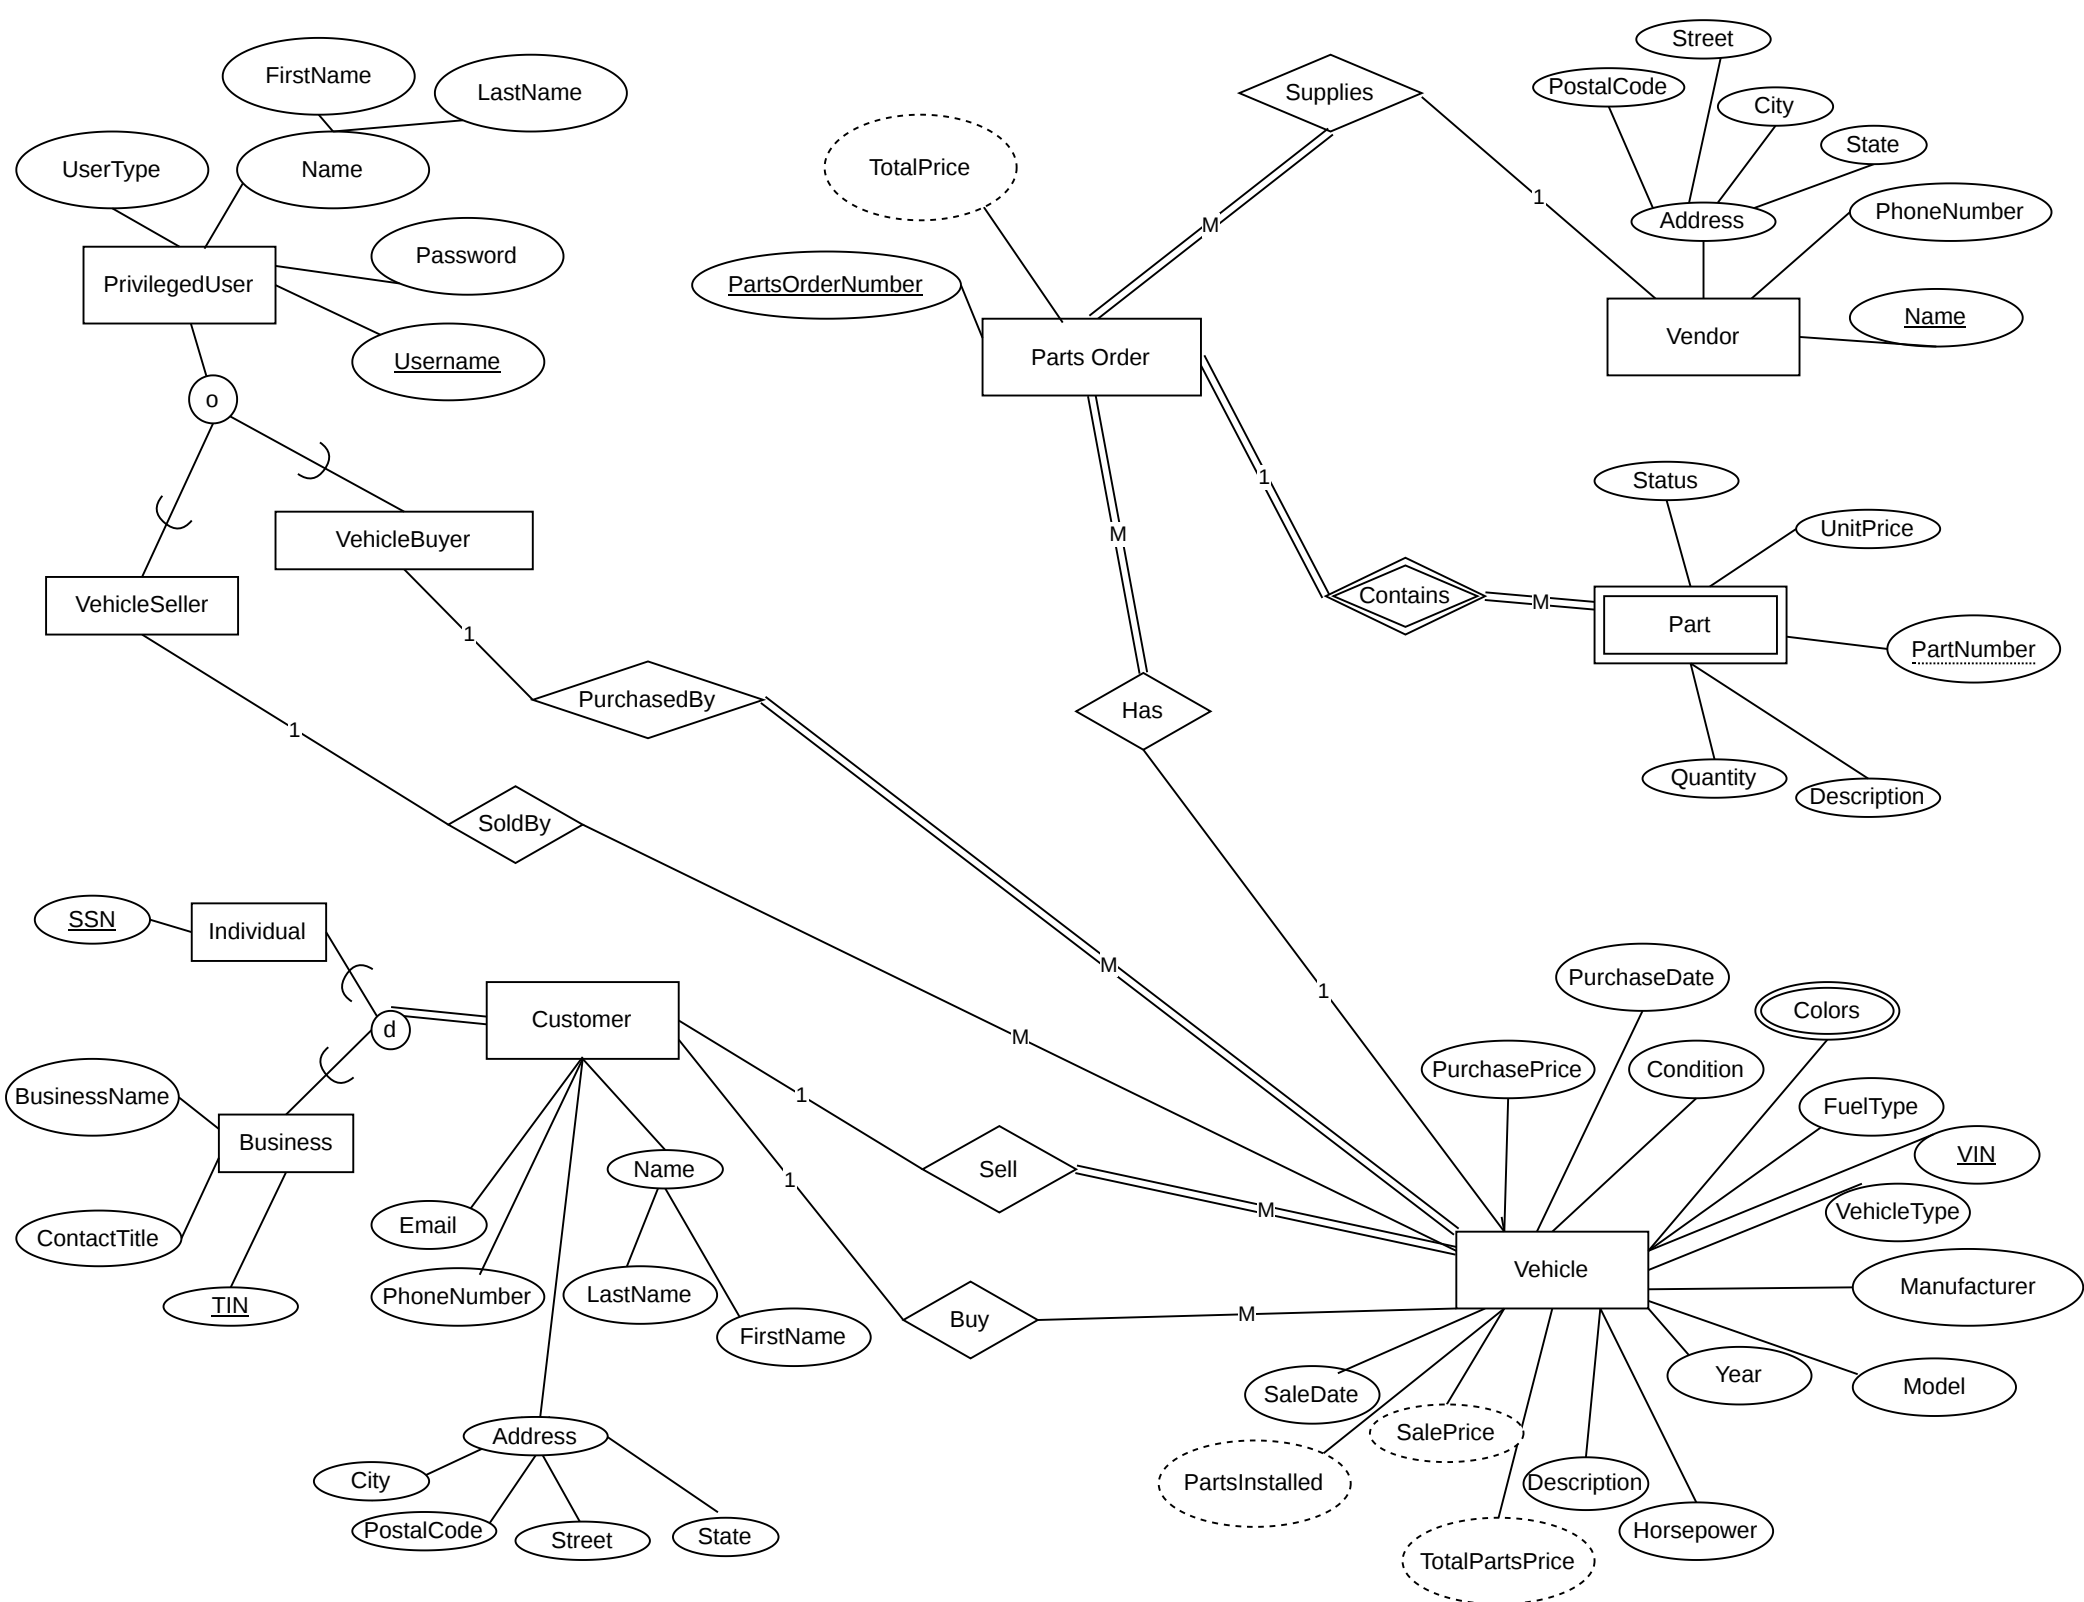 Street
FirstName
LastName
Supplies
PostalCode
City
State
UserType
Name
TotalPrice
1
Address
PhoneNumber
M
Password
PrivilegedUser
PartsOrderNumber
Name
Vendor
Username
Parts Order
o
1
Status
M
UnitPrice
VehicleBuyer
Contains
M
VehicleSeller
Part
1
PartNumber
PurchasedBy
Has
1
Quantity
Description
SoldBy
SSN
Individual
M
PurchaseDate
1
Colors
Customer
d
M
PurchasePrice
Condition
BusinessName
1
FuelType
Business
VIN
Name
Sell
1
M
VehicleType
Email
ContactTitle
Vehicle
Manufacturer
PhoneNumber
LastName
TIN
M
Buy
FirstName
Year
Model
SaleDate
SalePrice
Address
City
PartsInstalled
Description
PostalCode
Street
State
Horsepower
TotalPartsPrice